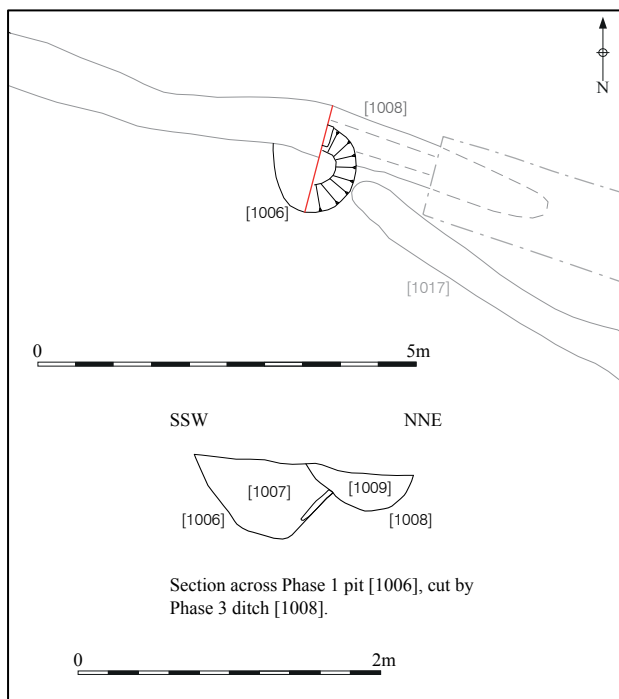 N
[1008]
[1006]
[1017]
0 5m
SSW NNE
[1007] [1009]
[1006] [1008]
Section across Phase 1 pit [1006], cut by
Phase 3 ditch [1008].
0 2m